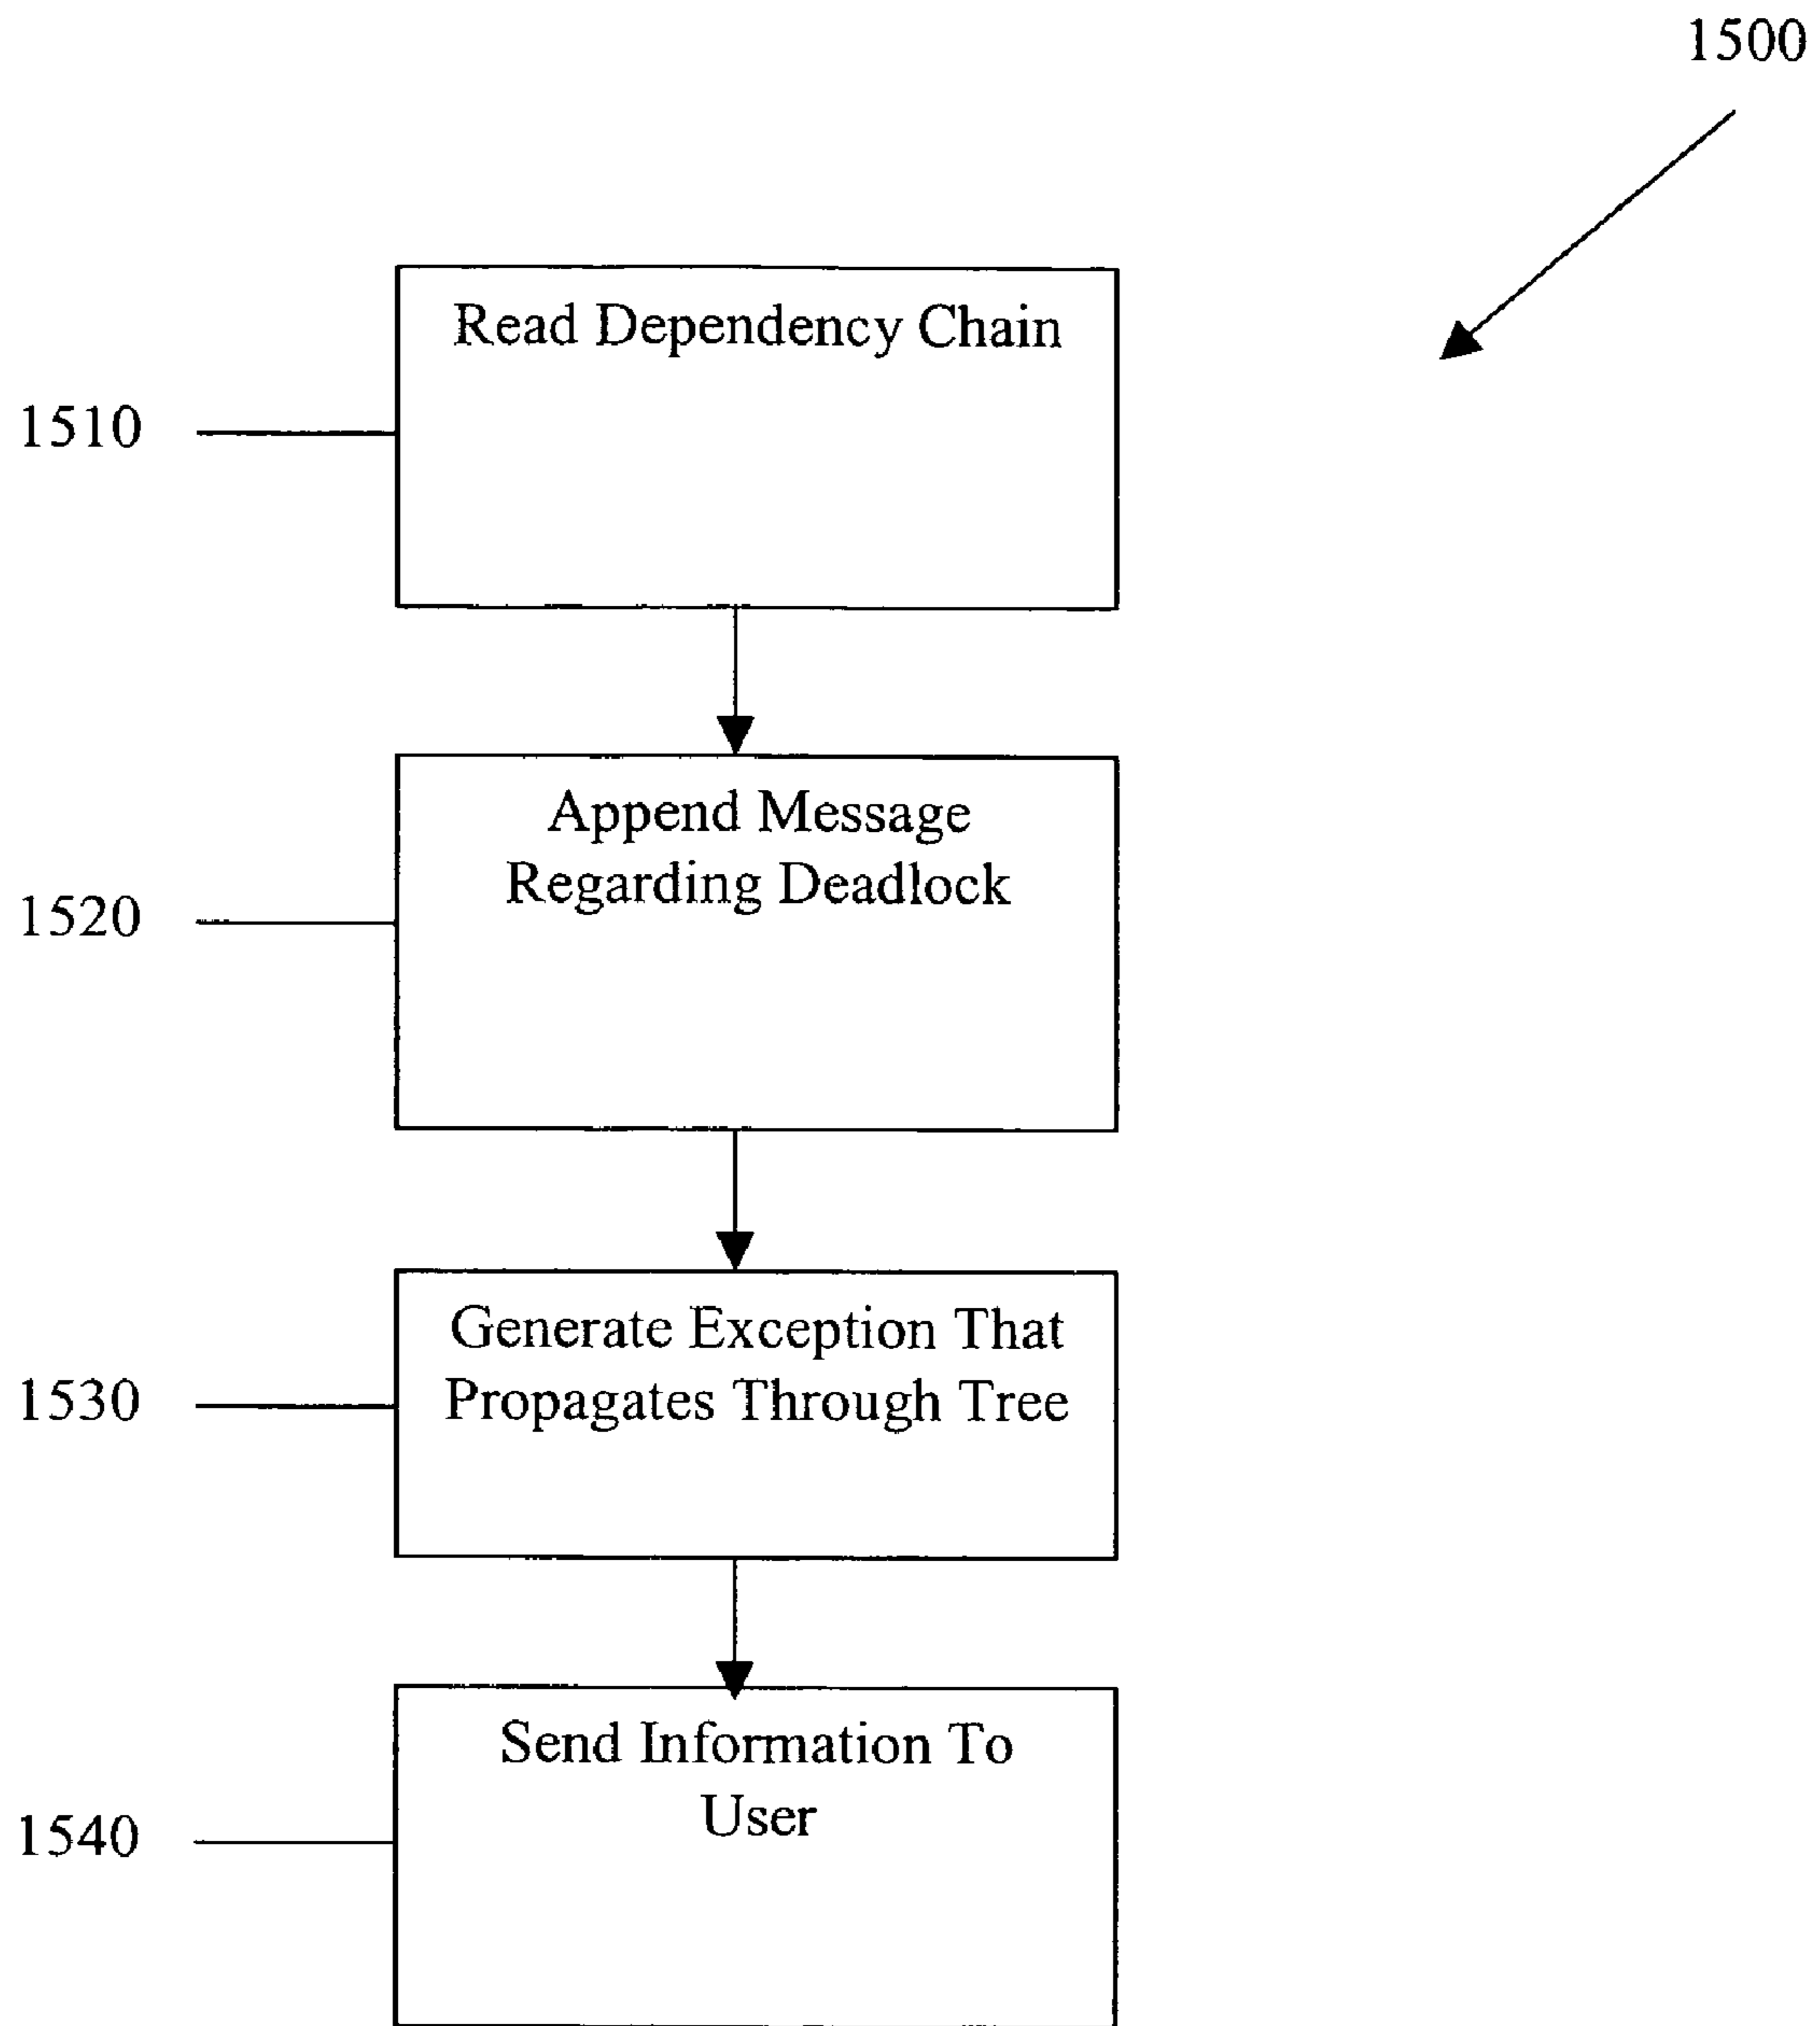 1500
Read Dependency Chain
1510
Append Message
Regarding Deadlock
1520
Generate Exception That
Propagates Through Tree
1530
Send Information To
User
1540